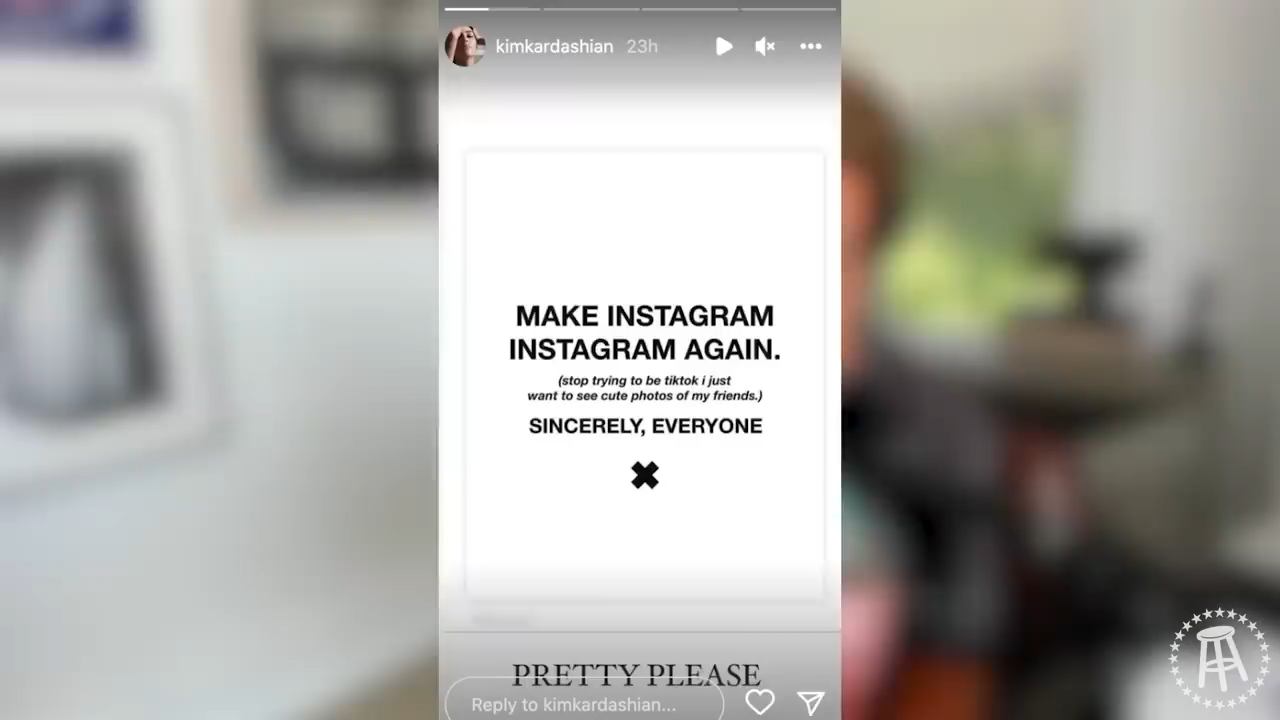 kimkardashian 23h
MAKE INSTAGRAM
INSTAGRAM AGAIN.
(stop trying to be tiktok i just
want to see cute photos of my friends.)
SINCERELY, EVERYONE
PRETTY PLEASE
Reply to kimkardashian...